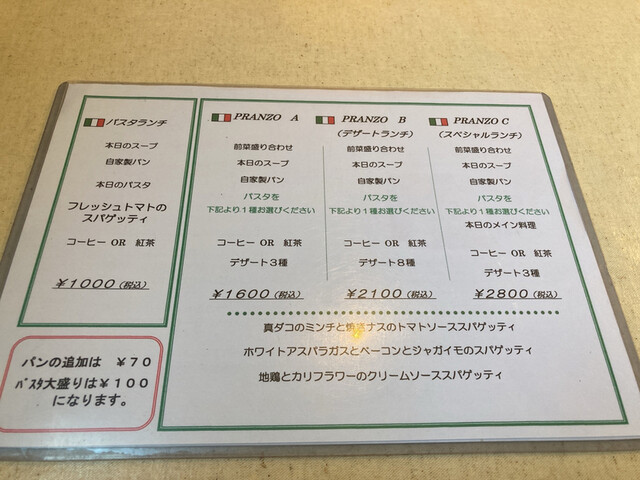 パスタランチ
本日のスープ
自家製パン
本日のパスタ
フレッシュトマトの
スパゲッティ
コーヒー OR 紅茶
¥1000(税込)
PRANZO A
前菜盛り合わせ
本日のスープ
自家製パン
パスタを
下記より1種お選びください
コーヒー OR 紅茶
デザート3種
¥1600(税込)
PRANZO B
(デザートランチ)
前菜盛り合わせ
本日のスープ
自家製パン
パスタを
下記より1種お選びください
コーヒー OR 紅茶
デザート8種
¥2100(税込)
PRANZO C
(スペシャルランチ)
前菜盛り合わせ
本日のスープ
自家製パン
パスタを
下記より1種お選びください
本日のメイン料理
コーヒー OR 紅茶
デザート3種
¥2800(税込)
真ダコのミンチと焼きナスのトマトソーススパゲッティ
ホワイトアスパラガスとベーコンとジャガイモのスパゲッティ
地鶏とカリフラワーのクリームソーススパゲッティ
パンの追加は ¥70
パスタ大盛りは¥100
になります。